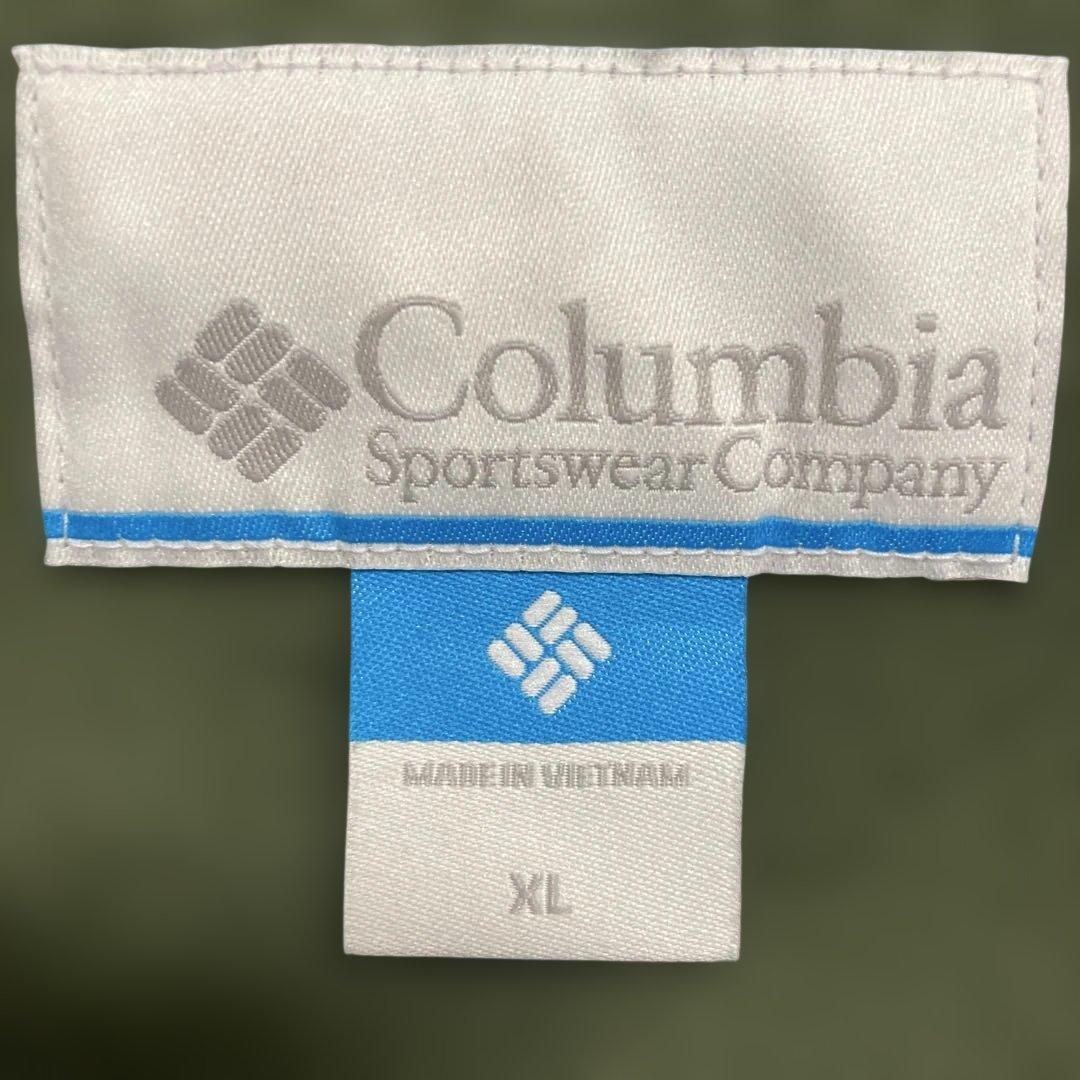 Columbia
Sportswear Company
MADE IN VIETNAM
XL